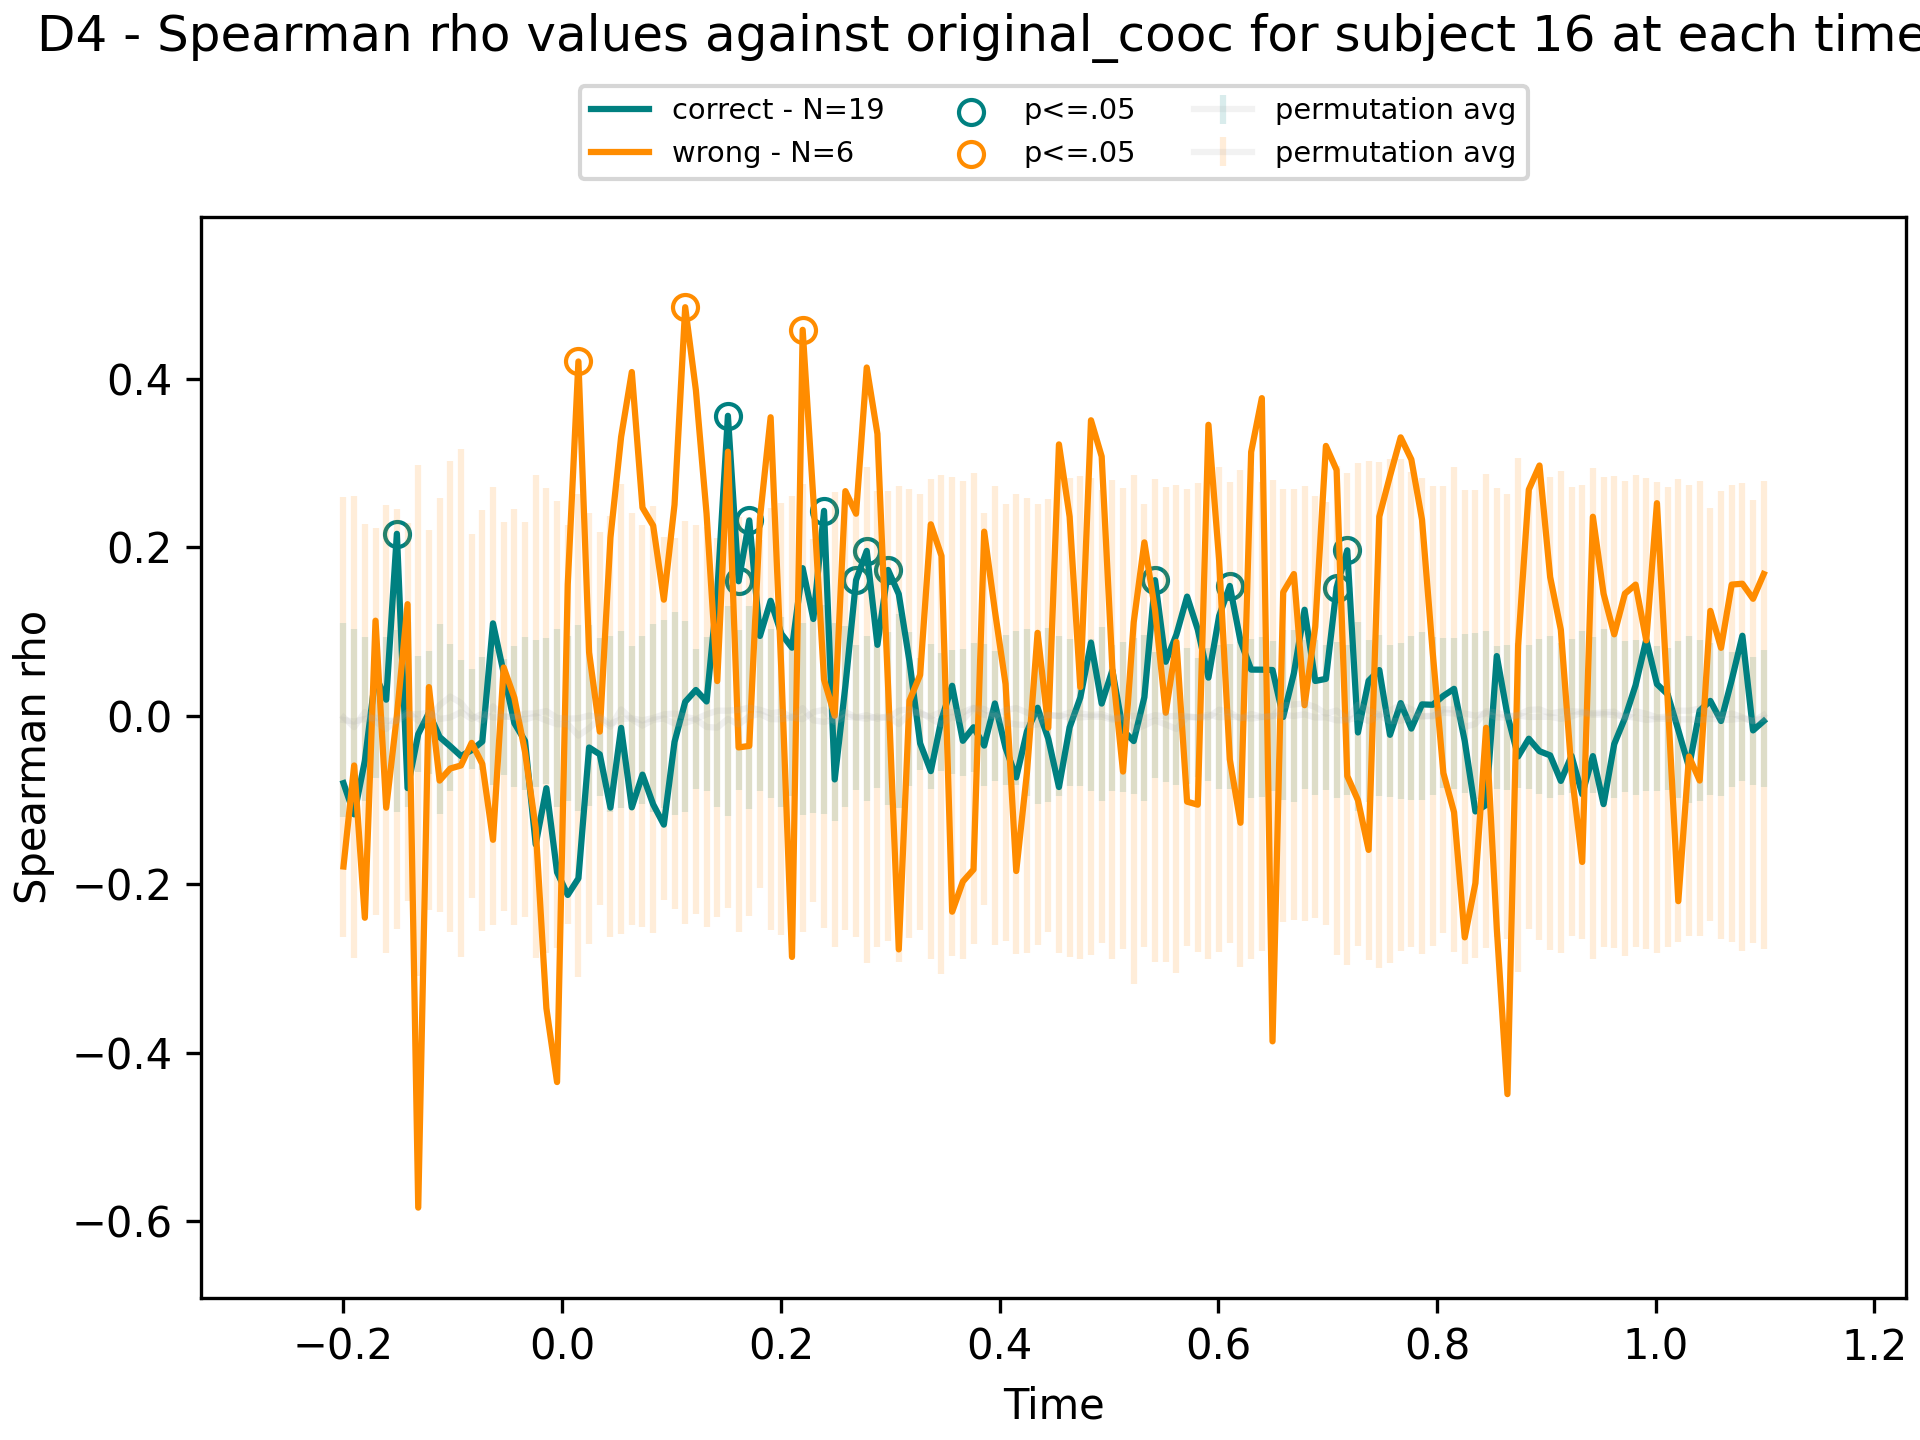 D4 - Spearman rho values against original_cooc for subject 16 at each time
correct - N=19
wrong - N=6
p<=.05
p<=.05
permutation avg
permutation avg
Spearman rho
0.4
0.2
0.0
−0.2
−0.4
−0.6
−0.2 0.0 0.2 0.4 0.6 0.8 1.0 1.2
Time